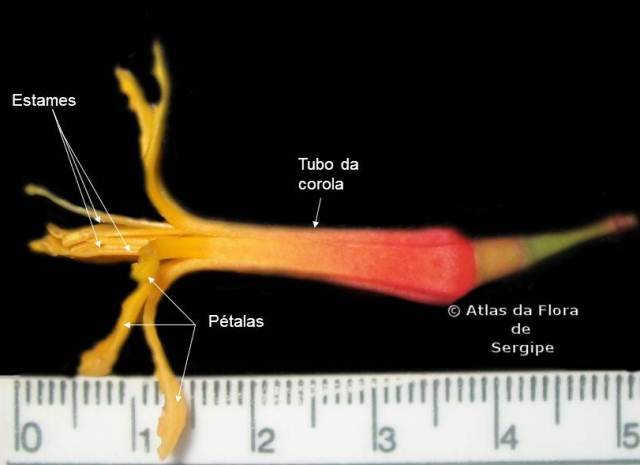 Estames
Tubo da
corola
Pétalas
© Atlas da Flora
de
Sergipe
0 1 2 3 4 5